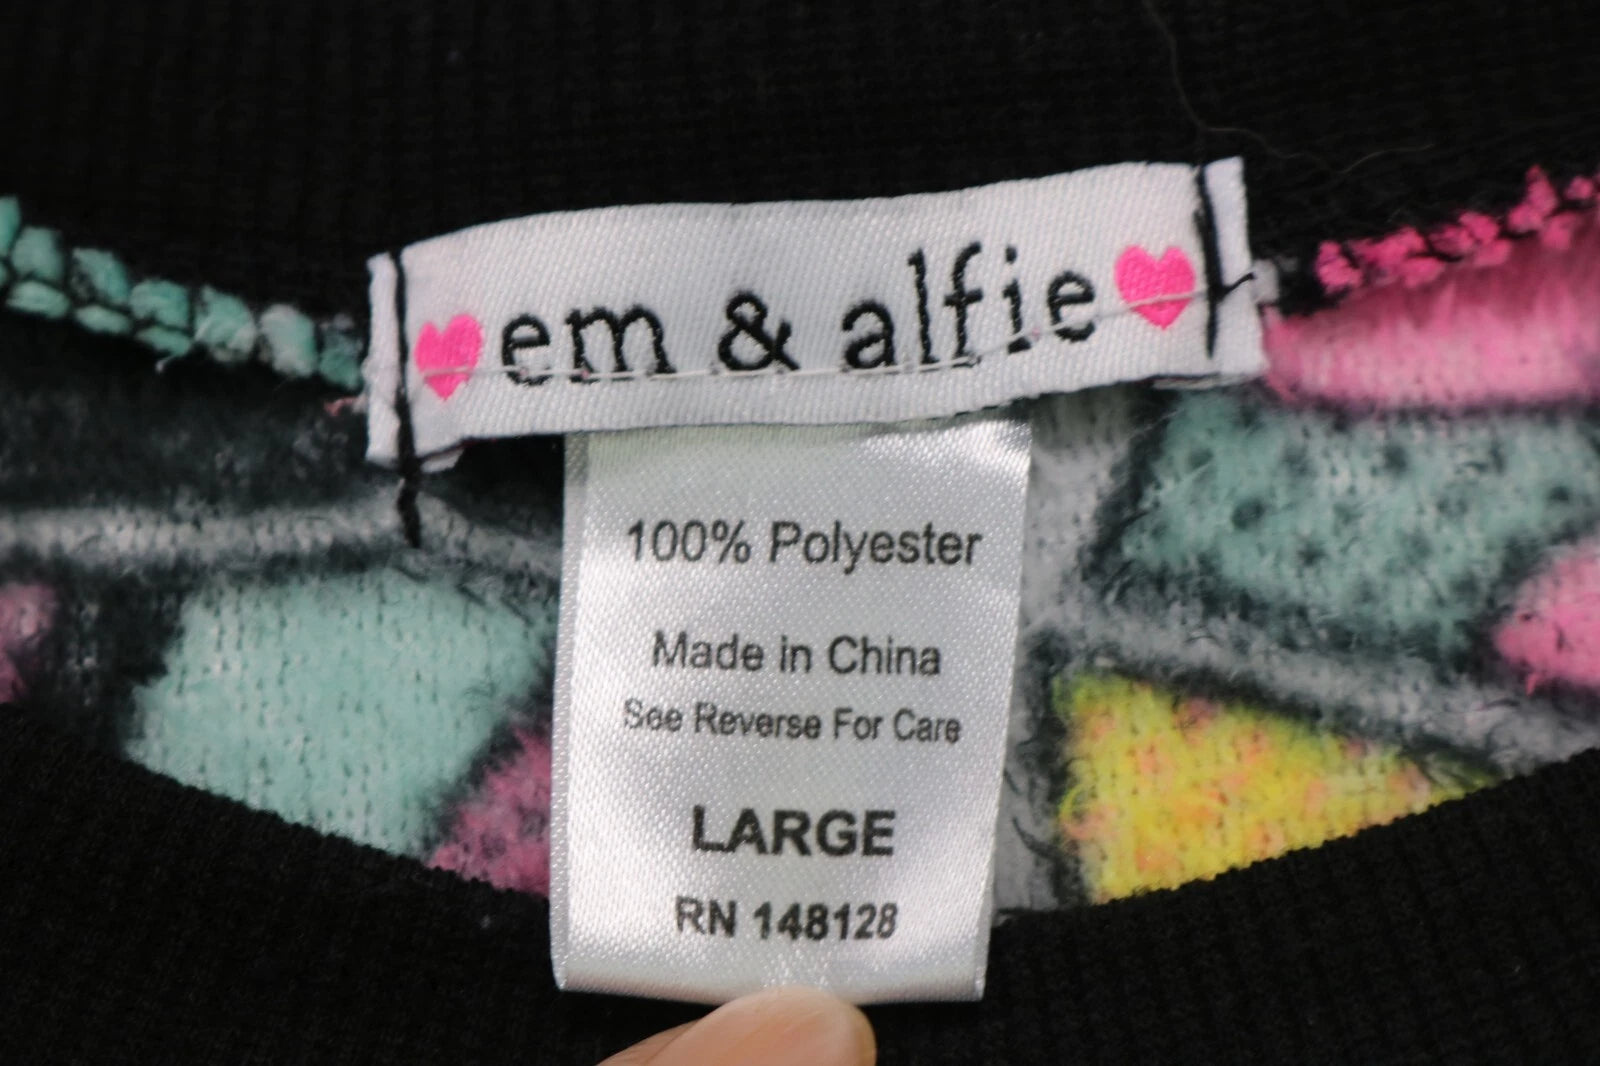 em & alfie
100% Polyester
Made in China
See Reverse For Care
LARGE
RN 148128